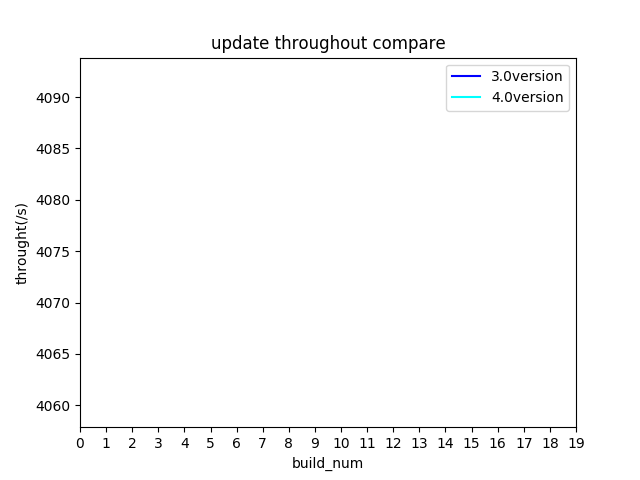 update throughout compare
3.0version
4.0version
4090
4085
4080
4075
4070
4065
4060
throught(/s)
0 1 2 3 4 5 6 7 8 9 10 11 12 13 14 15 16 17 18 19
build_num